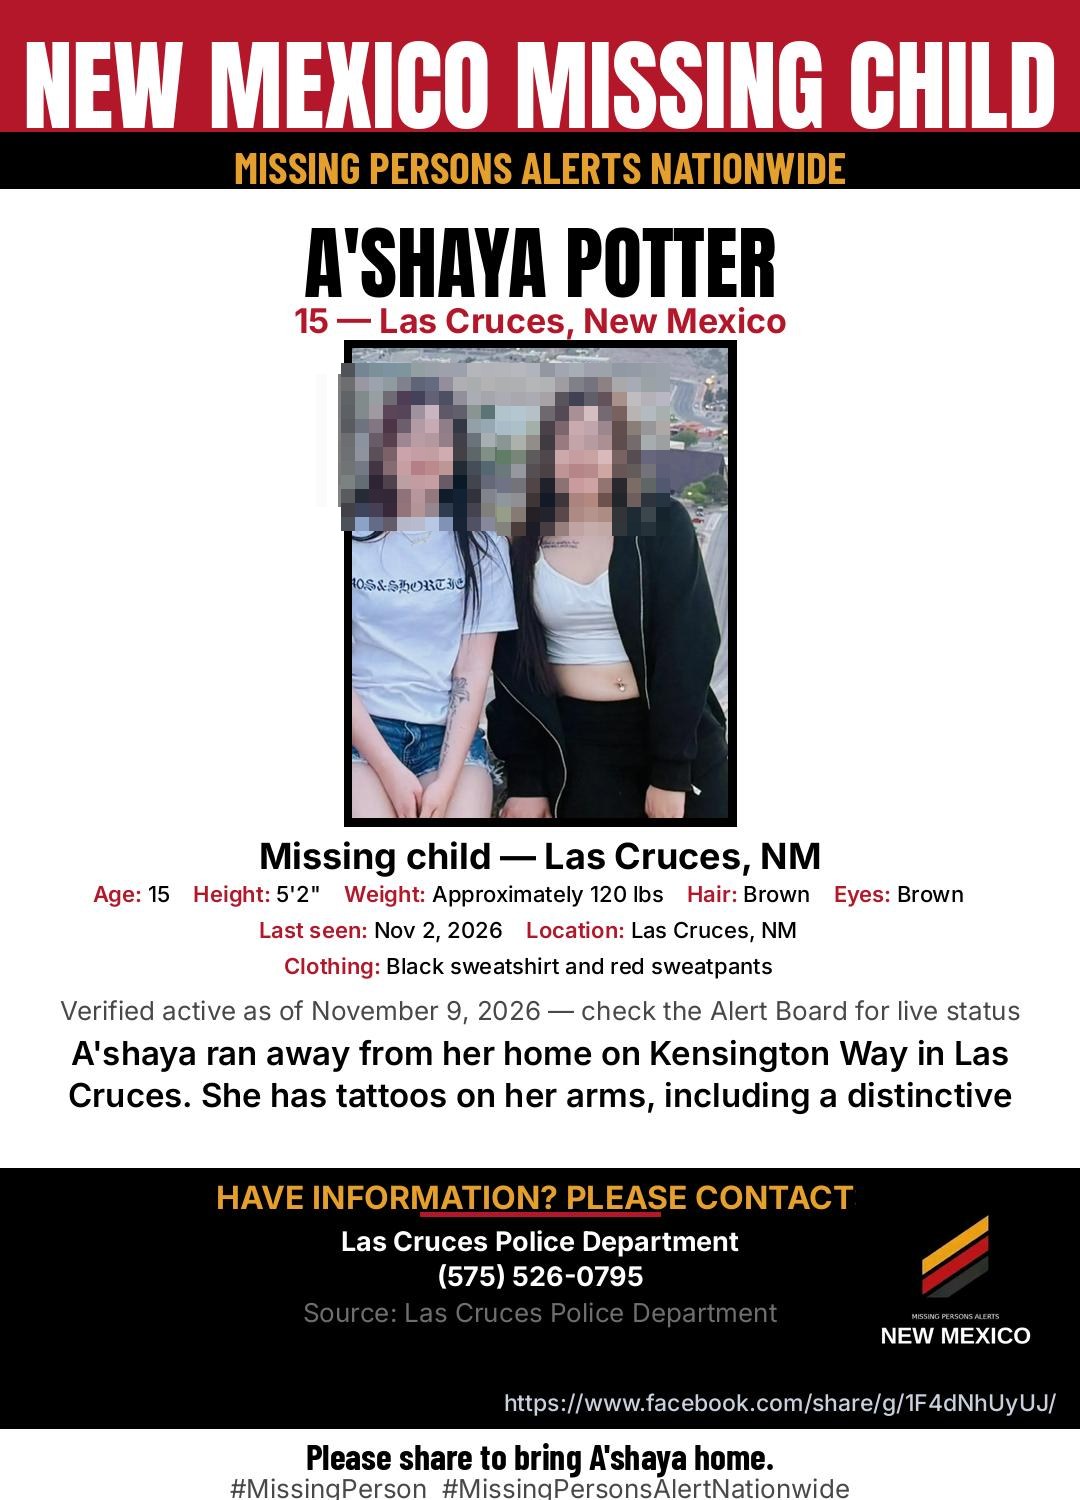 NEW MEXICO MISSING CHILD
MISSING PERSONS ALERTS NATIONWIDE
A'SHAYA POTTER
15 — Las Cruces, New Mexico
Missing child — Las Cruces, NM
Age: 15 Height: 5'2" Weight: Approximately 120 lbs Hair: Brown Eyes: Brown
Last seen: Nov 2, 2026 Location: Las Cruces, NM
Clothing: Black sweatshirt and red sweatpants
Verified active as of November 9, 2026 — check the Alert Board for live status
A'shaya ran away from her home on Kensington Way in Las
Cruces. She has tattoos on her arms, including a distinctive
HAVE INFORMATION? PLEASE CONTACT
Las Cruces Police Department
(575) 526-0795
Source: Las Cruces Police Department
MISSING PERSONS ALERTS
NEW MEXICO
https://www.facebook.com/share/g/1F4dNhUyUJ/
Please share to bring A'shaya home.
#MissingPerson #MissingPersonsAlertNationwide